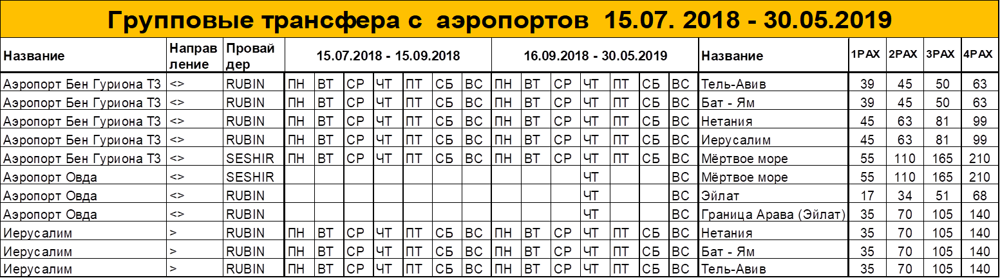 Групповые трансфера с аэропортов 15.07. 2018 - 30.05.2019
Название Направление Провайдер 15.07.2018 - 15.09.2018 16.09.2018 - 30.05.2019 Название 1PAX 2PAX 3PAX 4PAX
Аэропорт Бен Гуриона Т3 <> RUBIN ПН ВТ СР ЧТ ПТ СБ ВС ПН ВТ СР ЧТ ПТ СБ ВС Тель-Авив 39 45 50 63
Аэропорт Бен Гуриона Т3 <> RUBIN ПН ВТ СР ЧТ ПТ СБ ВС ПН ВТ СР ЧТ ПТ СБ ВС Бат - Ям 39 45 50 63
Аэропорт Бен Гуриона Т3 <> RUBIN ПН ВТ СР ЧТ ПТ СБ ВС ПН ВТ СР ЧТ ПТ СБ ВС Нетания 45 63 81 99
Аэропорт Бен Гуриона Т3 <> RUBIN ПН ВТ СР ЧТ ПТ СБ ВС ПН ВТ СР ЧТ ПТ СБ ВС Иерусалим 45 63 81 99
Аэропорт Бен Гуриона Т3 <> SESHIR ПН ВТ СР ЧТ ПТ СБ ВС ПН ВТ СР ЧТ ПТ СБ ВС Мёртвое море 55 110 165 210
Аэропорт Овда <> SESHIR ЧТ ВС Мёртвое море 55 110 165 210
Аэропорт Овда <> RUBIN ЧТ ВС Эйлат 17 34 51 68
Аэропорт Овда <> RUBIN ЧТ ВС Граница Арава (Эйлат) 35 70 105 140
Иерусалим > RUBIN ПН ВТ СР ЧТ ПТ СБ ВС ПН ВТ СР ЧТ ПТ СБ ВС Нетания 35 70 105 140
Иерусалим > RUBIN ПН ВТ СР ЧТ ПТ СБ ВС ПН ВТ СР ЧТ ПТ СБ ВС Бат - Ям 35 70 105 140
Иерусалим > RUBIN ПН ВТ СР ЧТ ПТ СБ ВС ПН ВТ СР ЧТ ПТ СБ ВС Тель-Авив 35 70 105 140